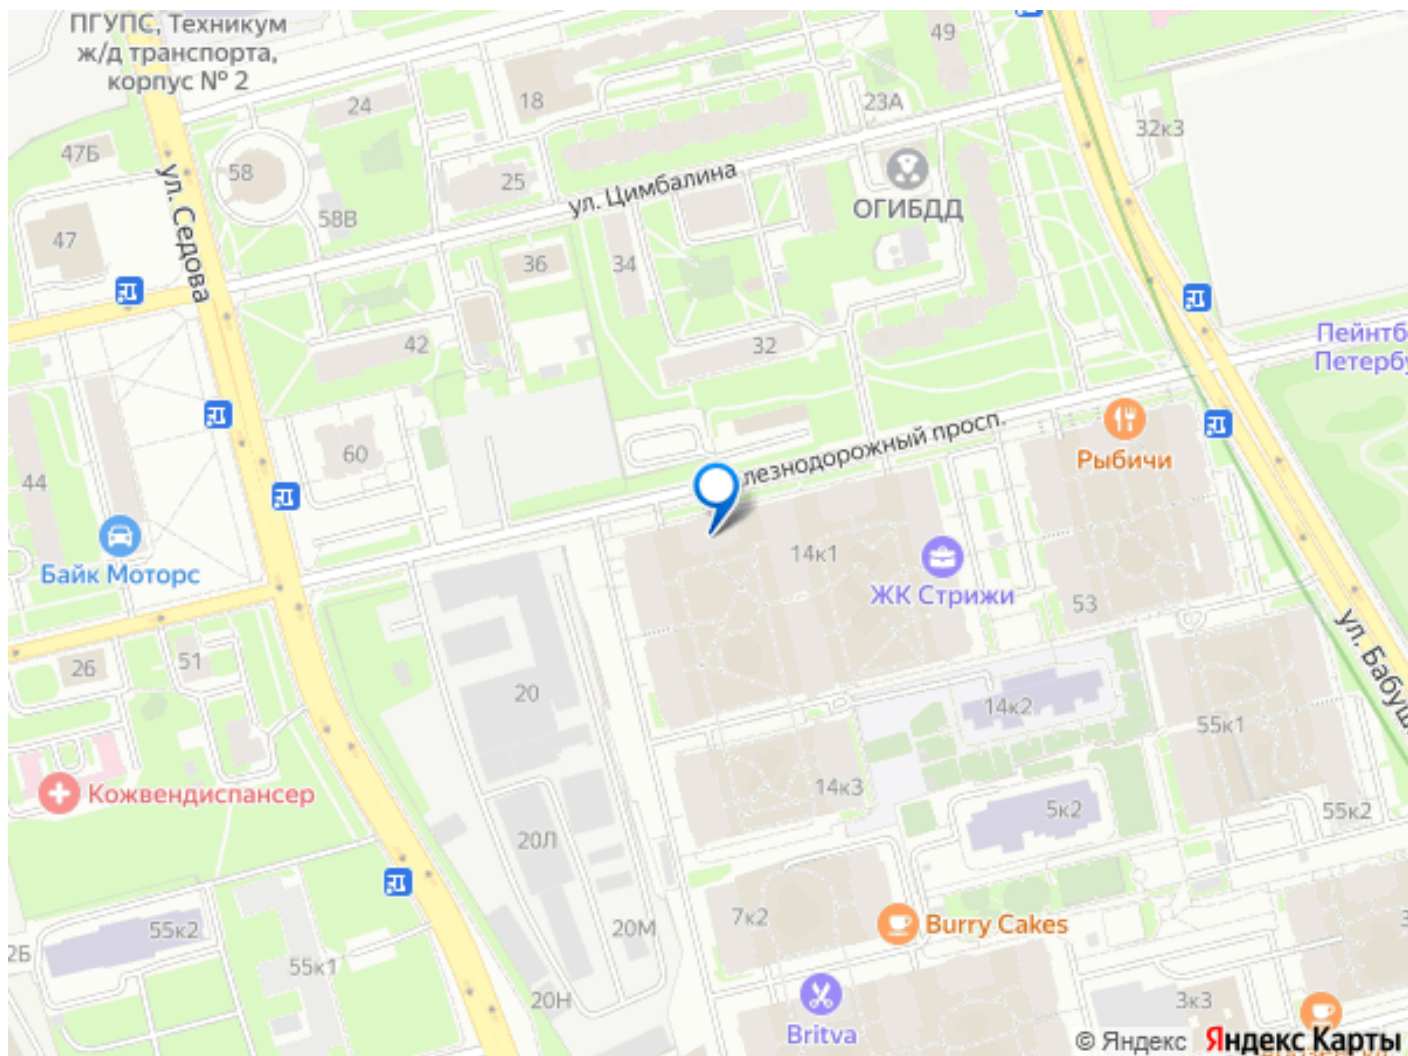 ПГУПС, Техникум
ж/д транспорта,
корпус № 2
49
24
18
23А
32к3
47Б
58
25
ул. Цимбалина
ОГИБДД
58В
ул. Седова
47
36
34
42
32
Пейнтб
Петербу
лезнодорожный просп.
Рыбичи
60
44
Байк Моторс
14к1
ЖК Стрижи
53
ул. Бабуш
26
51
20
14к2
55к1
Кожвендиспансер
14к3
5к2
55к2
20Л
7к2
Burry Cakes
20М
55к2
2Б
55к1
20Н
Britva
3к3
© Яндекс Яндекс Карты